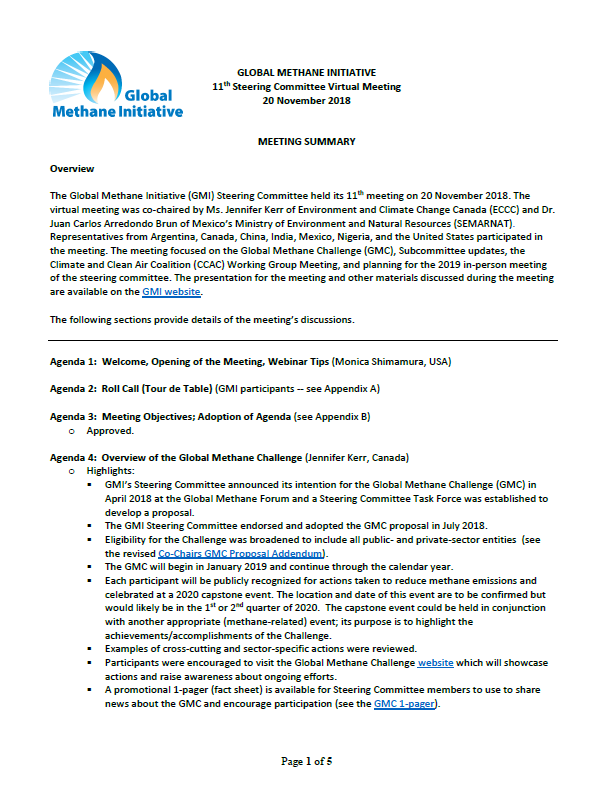 Global
Methane Initiative
GLOBAL METHANE INITIATIVE
11th Steering Committee Virtual Meeting
20 November 2018
MEETING SUMMARY
Overview
The Global Methane Initiative (GMI) Steering Committee held its 11th meeting on 20 November 2018. The
virtual meeting was co-chaired by Ms. Jennifer Kerr of Environment and Climate Change Canada (ECCC) and Dr.
Juan Carlos Arredondo Brun of Mexico's Ministry of Environment and Natural Resources (SEMARNAT).
Representatives from Argentina, Canada, China, India, Mexico, Nigeria, and the United States participated in
the meeting. The meeting focused on the Global Methane Challenge (GMC), Subcommittee updates, the
Climate and Clean Air Coalition (CCAC) Working Group Meeting, and planning for the 2019 in-person meeting
of the steering committee. The presentation for the meeting and other materials discussed during the meeting
are available on the GMI website.
The following sections provide details of the meeting's discussions.
Agenda 1: Welcome, Opening of the Meeting, Webinar Tips (Monica Shimamura, USA)
Agenda 2: Roll Call (Tour de Table) (GMI participants -- see Appendix A)
Agenda 3: Meeting Objectives; Adoption of Agenda (see Appendix B)
o Approved.
Agenda 4: Overview of the Global Methane Challenge (Jennifer Kerr, Canada)
o Highlights:
▪ GMI's Steering Committee announced its intention for the Global Methane Challenge (GMC) in
April 2018 at the Global Methane Forum and a Steering Committee Task Force was established to
develop a proposal.
▪ The GMI Steering Committee endorsed and adopted the GMC proposal in July 2018.
▪ Eligibility for the Challenge was broadened to include all public- and private-sector entities (see
the revised Co-Chairs GMC Proposal Addendum).
▪ The GMC will begin in January 2019 and continue through the calendar year.
▪ Each participant will be publicly recognized for actions taken to reduce methane emissions and
celebrated at a 2020 capstone event. The location and date of this event are to be confirmed but
would likely be in the 1st or 2nd quarter of 2020. The capstone event could be held in conjunction
with another appropriate (methane-related) event; its purpose is to highlight the
achievements/accomplishments of the Challenge.
▪ Examples of cross-cutting and sector-specific actions were reviewed.
▪ Participants were encouraged to visit the Global Methane Challenge website which will showcase
actions and raise awareness about ongoing efforts.
▪ A promotional 1-pager (fact sheet) is available for Steering Committee members to use to share
news about the GMC and encourage participation (see the GMC 1-pager).
Page 1 of 5